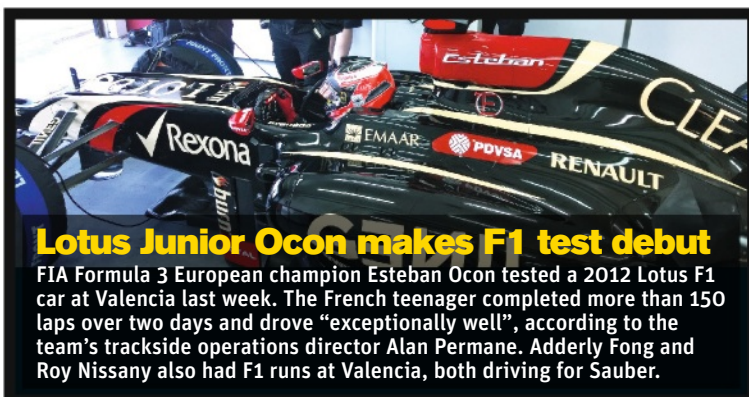 Esteban
CLEA
Rexona
EMAAR
PDVSA
RENAULT
burn
Lotus Junior Ocon makes F1 test debut
FIA Formula 3 European champion Esteban Ocon tested a 2012 Lotus F1
car at Valencia last week. The French teenager completed more than 150
laps over two days and drove “exceptionally well”, according to the
team’s trackside operations director Alan Permane. Adderly Fong and
Roy Nissany also had F1 runs at Valencia, both driving for Sauber.